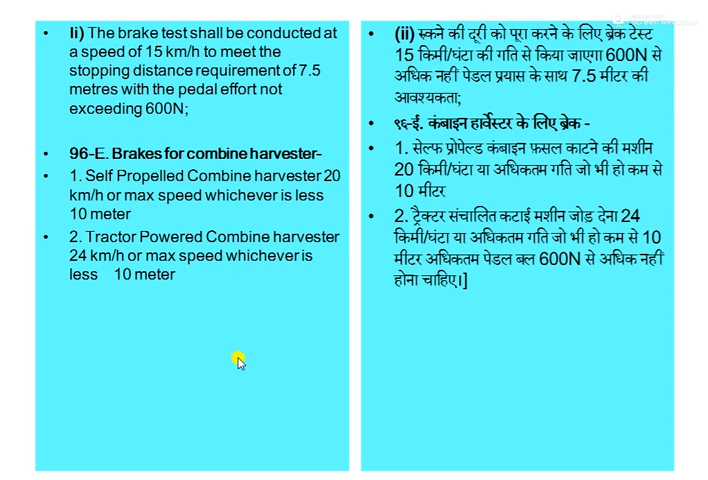 • Ii) The brake test shall be conducted at
a speed of 15 km/h to meet the
stopping distance requirement of 7.5
metres with the pedal effort not
exceeding 600N;
• 96-E. Brakes for combine harvester-
• 1. Self Propelled Combine harvester 20
km/h or max speed whichever is less
10 meter
• 2. Tractor Powered Combine harvester
24 km/h or max speed whichever is
less 10 meter
• (ii) रुकने की दूरी को पूरा करने के लिए ब्रेक टेस्ट
15 किमी/घंटा की गति से किया जाएगा 600N से
अधिक नहीं पेडल प्रयास के साथ 7.5 मीटर की
आवश्यकता;
• ९६-ई. कंबाइन हार्वेस्टर के लिए ब्रेक -
• 1. सेल्फ प्रोपेल्ड कंबाइन फ़सल काटने की मशीन
20 किमी/घंटा या अधिकतम गति जो भी हो कम से
10 मीटर
• 2. ट्रैक्टर संचालित कटाई मशीन जोड़ देना 24
किमी/घंटा या अधिकतम गति जो भी हो कम से 10
मीटर अधिकतम पेडल बल 600N से अधिक नहीं
होना चाहिए।]